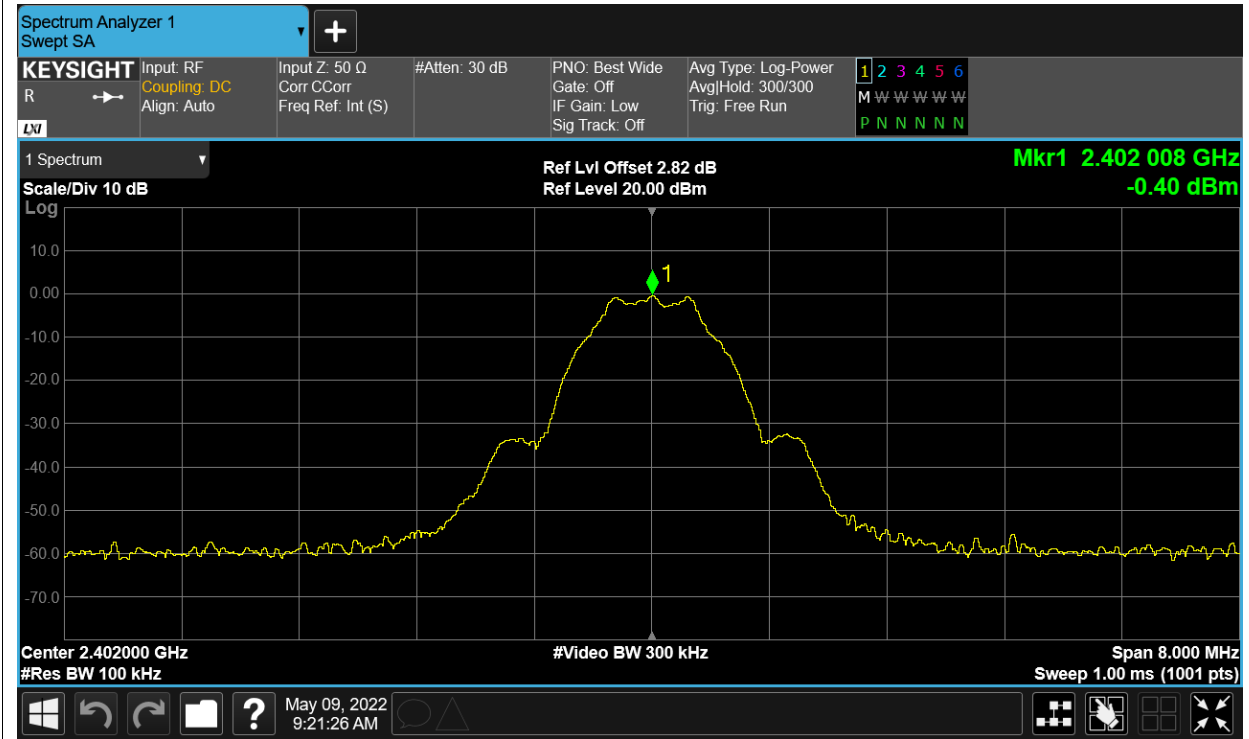 Spectrum Analyzer 1
Swept SA
KEYSIGHT
R
LXI
Input: RF
Coupling: DC
Align: Auto
Input Z: 50 Ω
Corr CCorr
Freq Ref: Int (S)
#Atten: 30 dB
PNO: Best Wide
Gate: Off
IF Gain: Low
Sig Track: Off
Avg Type: Log-Power
Avg|Hold: 300/300
Trig: Free Run
1 2 3 4 5 6
M W W W W W
P N N N N N
1 Spectrum
Scale/Div 10 dB
Log
Ref Lvl Offset 2.82 dB
Ref Level 20.00 dBm
Mkr1 2.402 008 GHz
-0.40 dBm
1
10.0
0.00
-10.0
-20.0
-30.0
-40.0
-50.0
-60.0
-70.0
Center 2.402000 GHz
#Res BW 100 kHz
#Video BW 300 kHz
Span 8.000 MHz
Sweep 1.00 ms (1001 pts)
?
May 09, 2022
9:21:26 AM